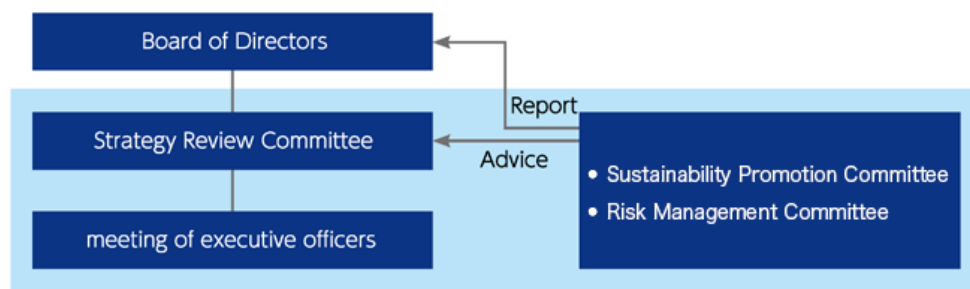 Board of Directors
Report
Strategy Review Committee
Advice
• Sustainability Promotion Committee
• Risk Management Committee
meeting of executive officers